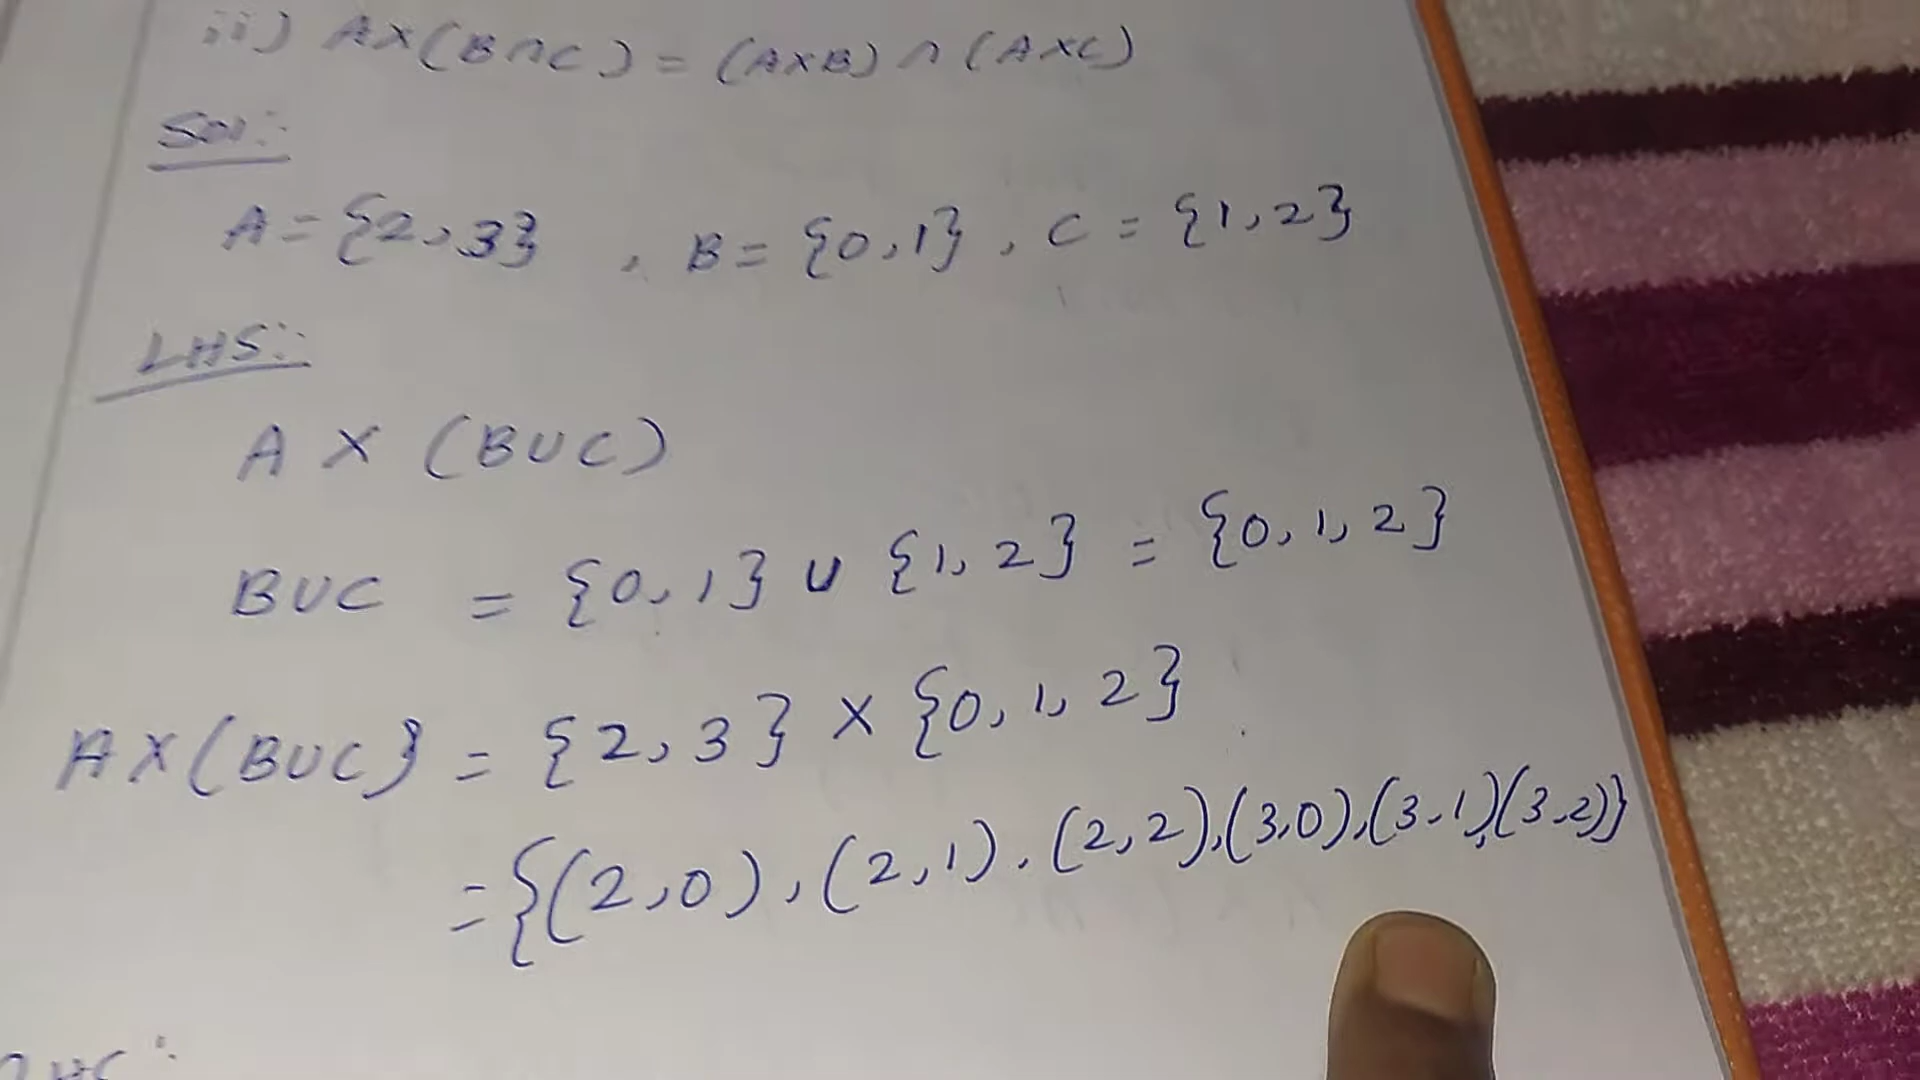 ii) A×(B∩C) = (A×B) ∩ (A×C)
Sol:
A = {2, 3} , B = {0, 1} , C = {1, 2}
LHS:
A × (B∪C)
B∪C = {0, 1} ∪ {1, 2} = {0, 1, 2}
A×(B∪C} = {2, 3} × {0, 1, 2}
= {(2,0), (2,1), (2,2), (3,0), (3,1), (3,2)}